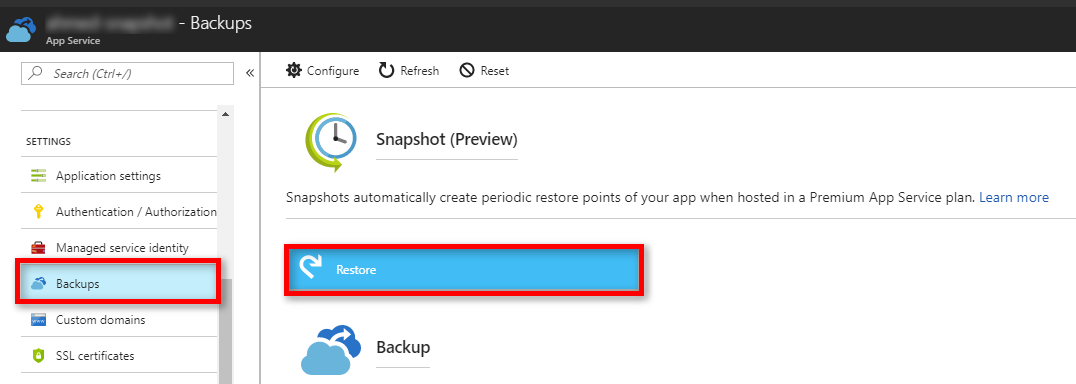 - Backups
App Service
Search (Ctrl+/)
«
Configure
Refresh
Reset
SETTINGS
Application settings
Authentication / Authorization
Managed service identity
Backups
Custom domains
SSL certificates
Snapshot (Preview)
Snapshots automatically create periodic restore points of your app when hosted in a Premium App Service plan. Learn more
Restore
Backup